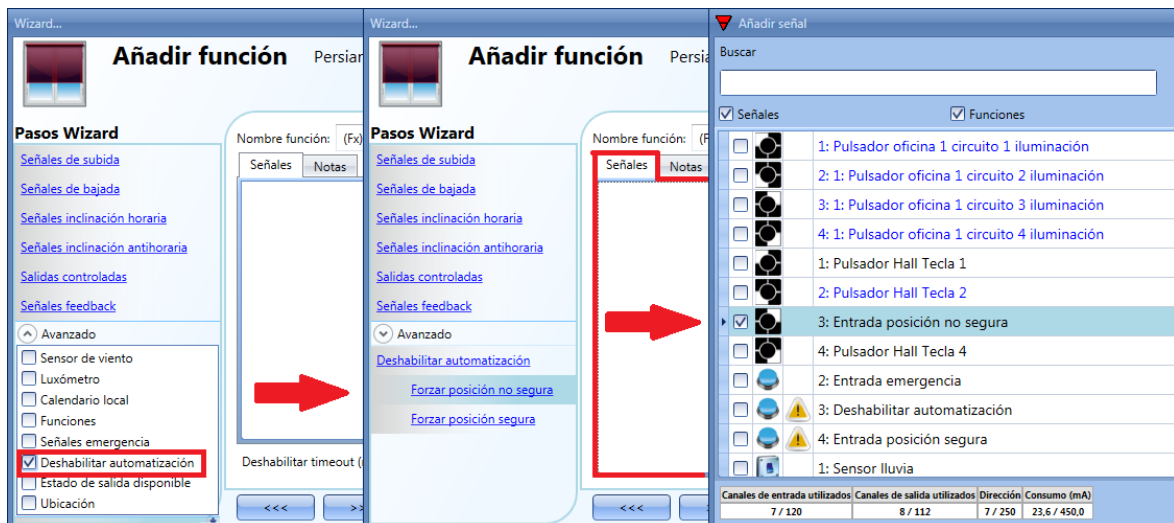 Wizard...
Añadir función
Persiar
Pasos Wizard
Señales de subida
Señales de bajada
Señales inclinación horaria
Señales inclinación antihoraria
Salidas controladas
Señales feedback
Avanzado
Sensor de viento
Luxómetro
Calendario local
Funciones
Señales emergencia
Deshabilitar automatización
Estado de salida disponible
Ubicación
Nombre función: (Fx)
Señales
Notas
Deshabilitar timeout (
<<<
>>
Wizard...
Añadir función
Persia
Pasos Wizard
Señales de subida
Señales de bajada
Señales inclinación horaria
Señales inclinación antihoraria
Salidas controladas
Señales feedback
Avanzado
Deshabilitar automatización
Forzar posición no segura
Forzar posición segura
Nombre función: (F
Señales
Notas
<<<
Añadir señal
Buscar
Señales
Funciones
1: Pulsador oficina 1 circuito 1 iluminación
2: 1: Pulsador oficina 1 circuito 2 iluminación
3: 1: Pulsador oficina 1 circuito 3 iluminación
4: 1: Pulsador oficina 1 circuito 4 iluminación
1: Pulsador Hall Tecla 1
2: Pulsador Hall Tecla 2
3: Entrada posición no segura
4: Pulsador Hall Tecla 4
2: Entrada emergencia
3: Deshabilitar automatización
4: Entrada posición segura
1: Sensor lluvia
Canales de entrada utilizados Canales de salida utilizados Dirección Consumo (mA)
7 / 120 8 / 112 7 / 250 23,6 / 450,0